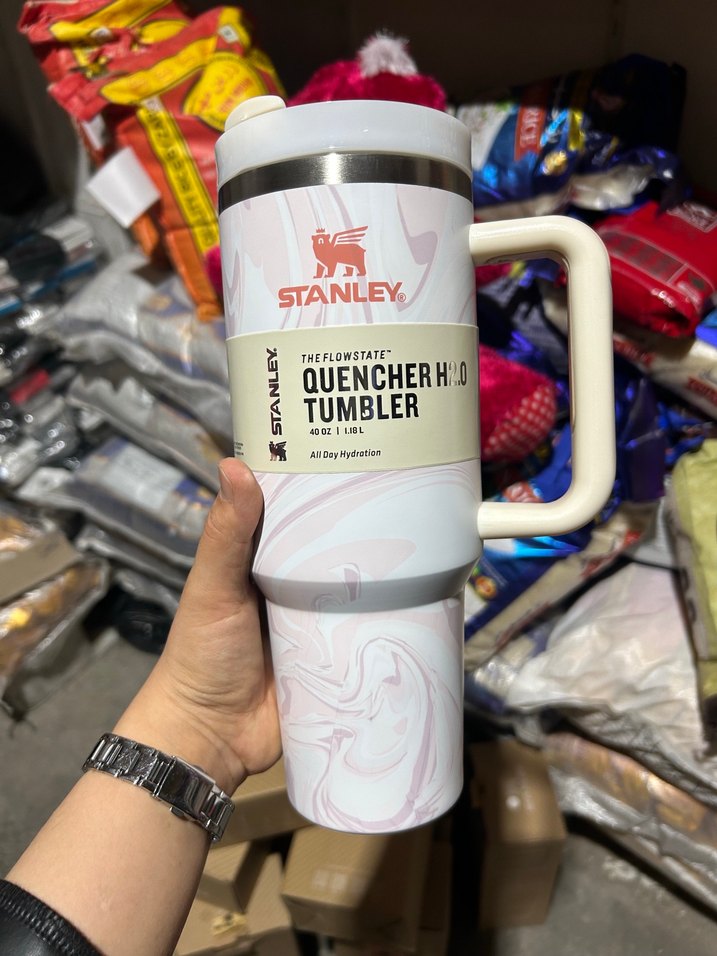 STANLEY®
STANLEY®
THE FLOWSTATE™
QUENCHER H2.0
TUMBLER
40 OZ | 1.18 L
All Day Hydration